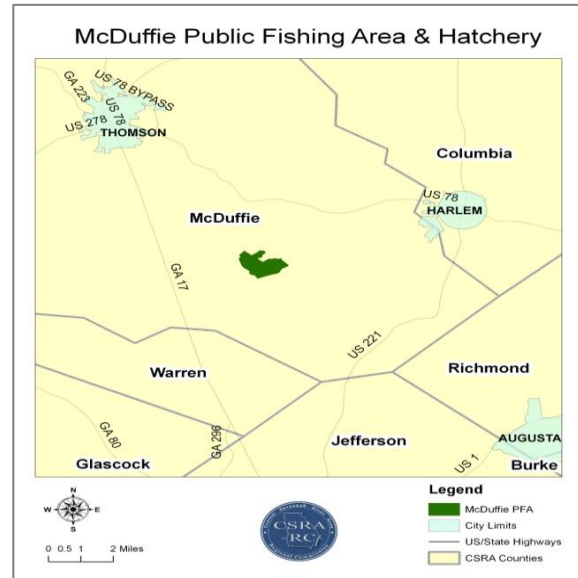 McDuffie Public Fishing Area & Hatchery
GA 223
US 78 BYPASS
US 78
US 278
THOMSON
Columbia
US 78
HARLEM
McDuffie
GA 17
US 221
Warren
Richmond
GA 80
GA 296
Jefferson
AUGUSTA
Glascock
US 1
Burke
N
W
E
S
0 0.5 1 2 Miles
CSRA
RC
Legend
McDuffie PFA
City Limits
US/State Highways
CSRA Counties